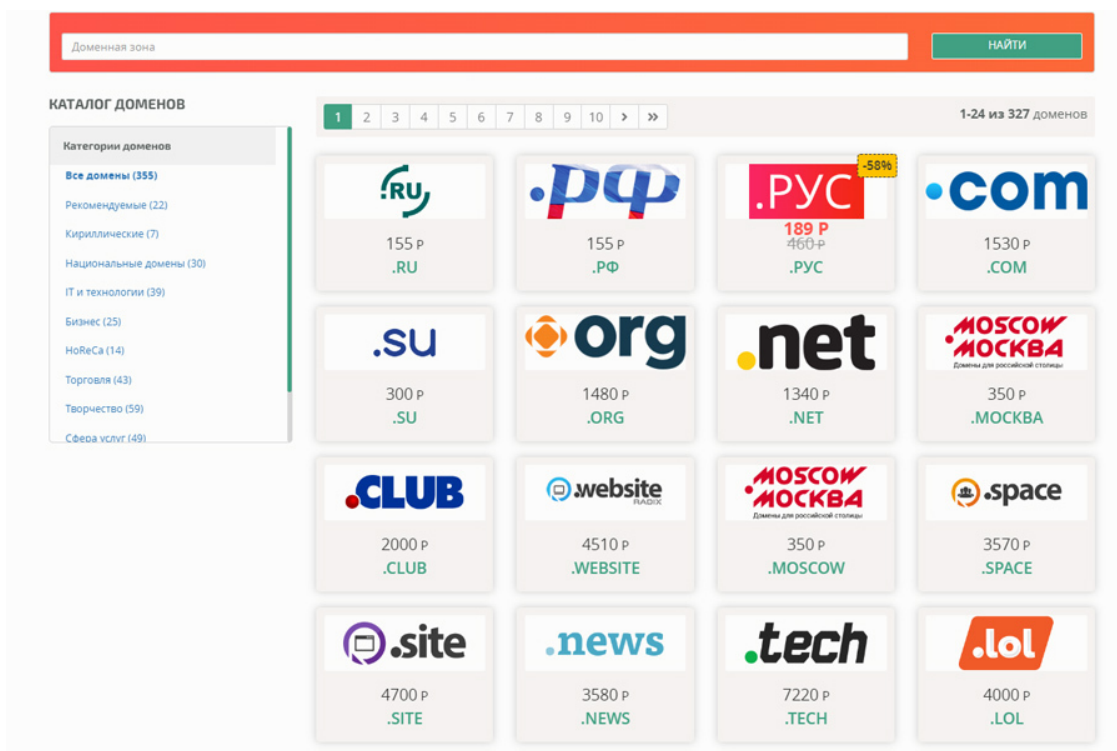 Доменная зона
НАЙТИ
КАТАЛОГ ДОМЕНОВ
Категории доменов
Все домены (355)
Рекомендуемые (22)
Кириллические (7)
Национальные домены (30)
IT и технологии (39)
Бизнес (25)
HoReCa (14)
Торговля (43)
Творчество (59)
Сфера услуг (49)
1 2 3 4 5 6 7 8 9 10 › »
1-24 из 327 доменов
.RU
155 Р
.RU
.РФ
155 Р
.РФ
-58%
.РУС
189 Р
460 Р
.РУС
.com
1530 Р
.COM
.su
300 Р
.SU
.org
1480 Р
.ORG
.net
1340 Р
.NET
.MOSCOW
.МОСКВА
Домены для российской столицы
350 Р
.МОСКВА
.CLUB
2000 Р
.CLUB
.website
RADIX
4510 Р
.WEBSITE
.MOSCOW
.МОСКВА
Домены для российской столицы
350 Р
.MOSCOW
.space
3570 Р
.SPACE
.site
4700 Р
.SITE
.news
3580 Р
.NEWS
.tech
7220 Р
.TECH
.lol
4000 Р
.LOL